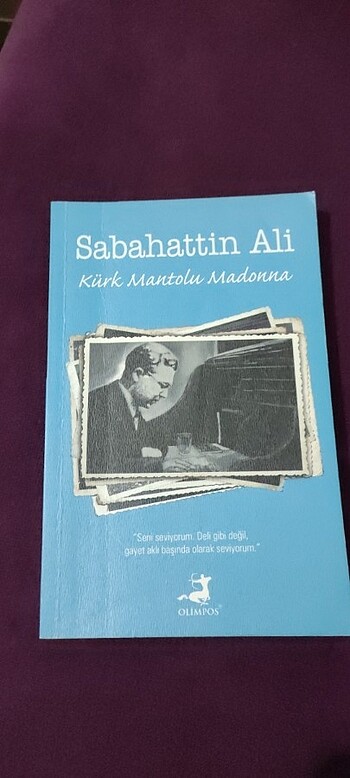 Sabahattin Ali
Kürk Mantolu Madonna
"Seni seviyorum. Deli gibi değil,
gayet aklı başında olarak seviyorum."
OLİMPOS®